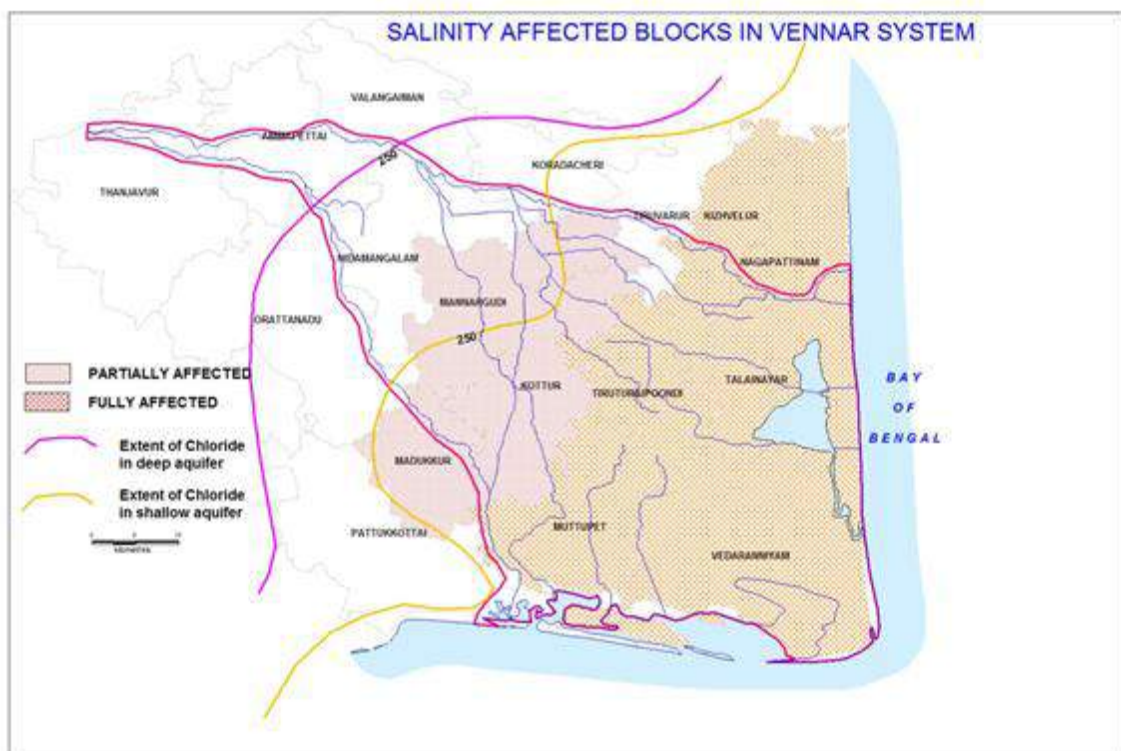 SALINITY AFFECTED BLOCKS IN VENNAR SYSTEM
VALANGAIMAN
AMMAPETTAI
250
KORADACHERI
THANJAVUR
TIRUVARUR
KIZHVELUR
NIDAMANGALAM
NAGAPATTINAM
MANNARGUDI
ORATTANADU
250
PARTIALLY AFFECTED
FULLY AFFECTED
KOTTUR
TIRUTURAIPOONDI
TALAINAYAR
BAY
OF
BENGAL
Extent of Chloride
in deep aquifer
MADUKKUR
Extent of Chloride
in shallow aquifer
PATTUKKOTTAI
MUTTUPET
VEDARANNIYAM
kilometres